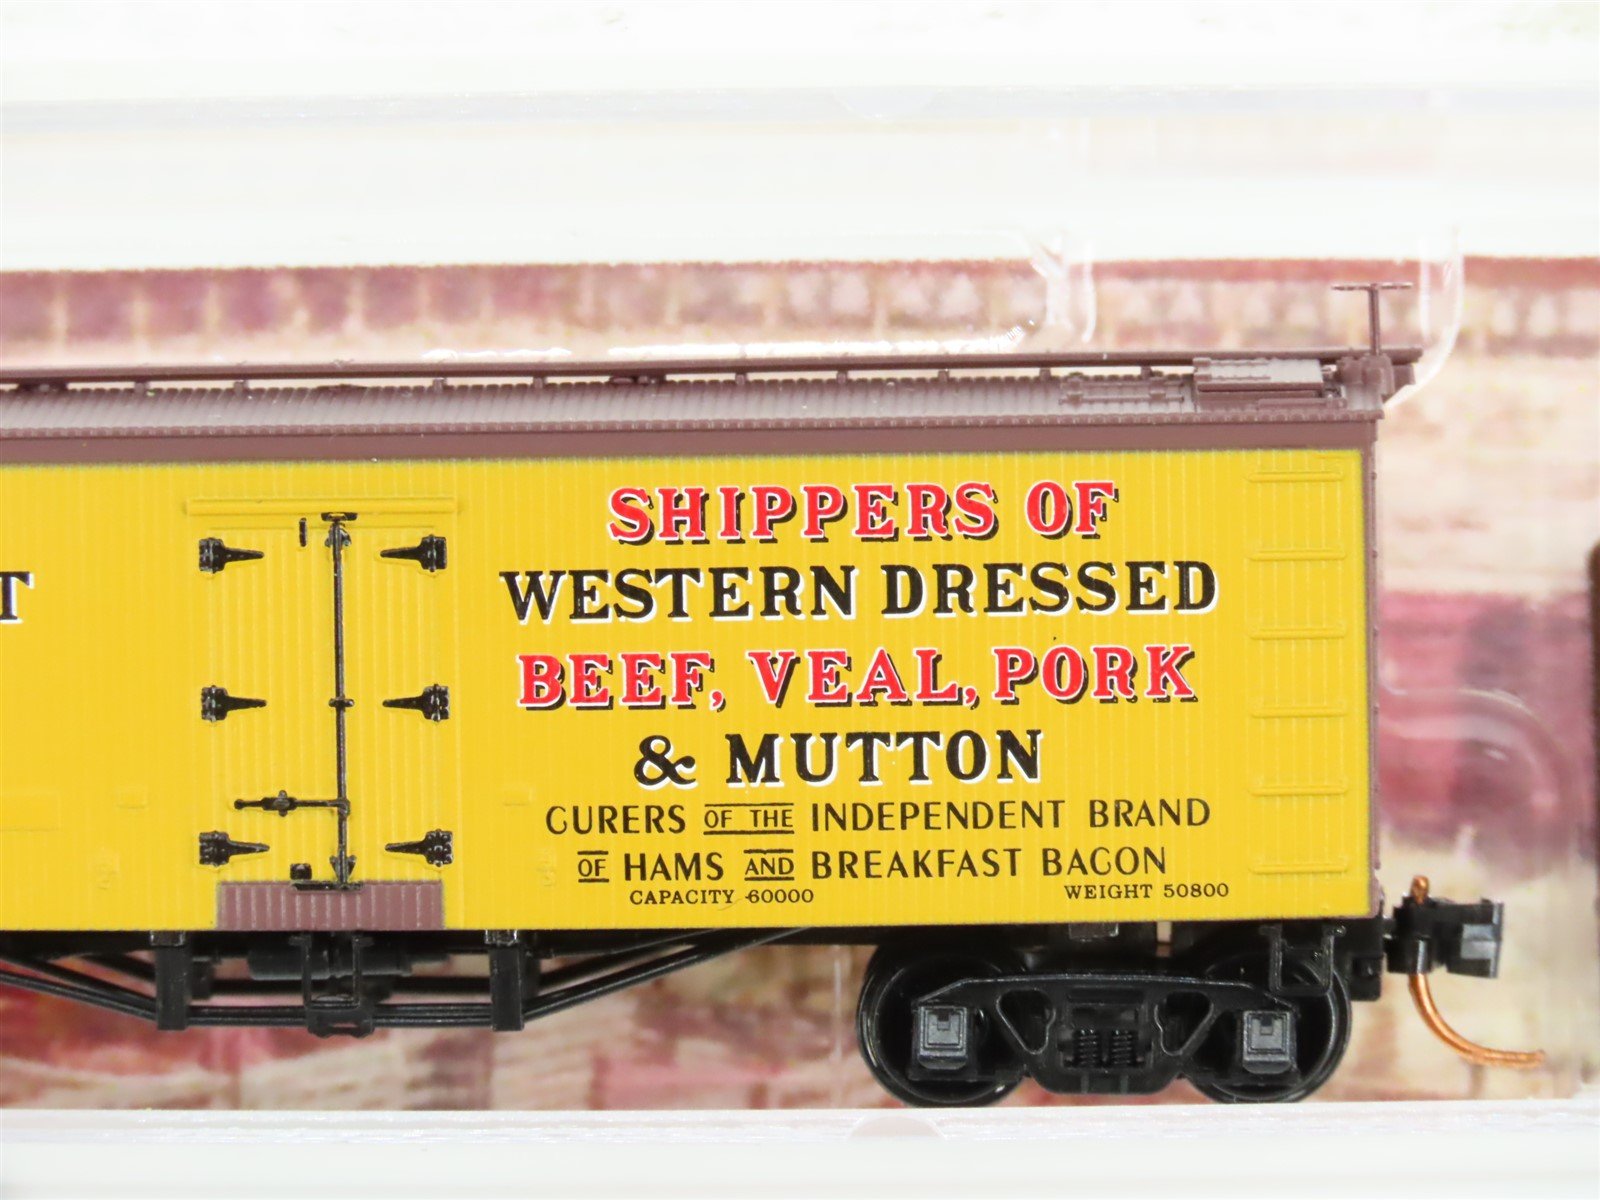 T
SHIPPERS OF
WESTERN DRESSED
BEEF, VEAL, PORK
& MUTTON
CURERS OF THE INDEPENDENT BRAND
OF HAMS AND BREAKFAST BACON
CAPACITY 60000
WEIGHT 50800